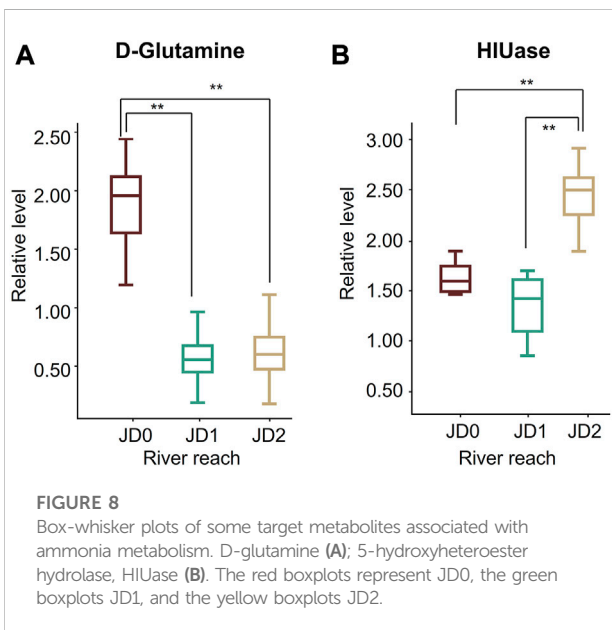 A
D-Glutamine
**
**
2.50
2.00
1.50
1.00
0.50
Relative level
JD0 JD1 JD2
River reach
B
HIUase
**
**
3.00
2.50
2.00
1.50
1.00
0.50
Relative level
JD0 JD1 JD2
River reach
FIGURE 8
Box-whisker plots of some target metabolites associated with
ammonia metabolism. D-glutamine (A); 5-hydroxyheteroester
hydrolase, HIUase (B). The red boxplots represent JD0, the green
boxplots JD1, and the yellow boxplots JD2.